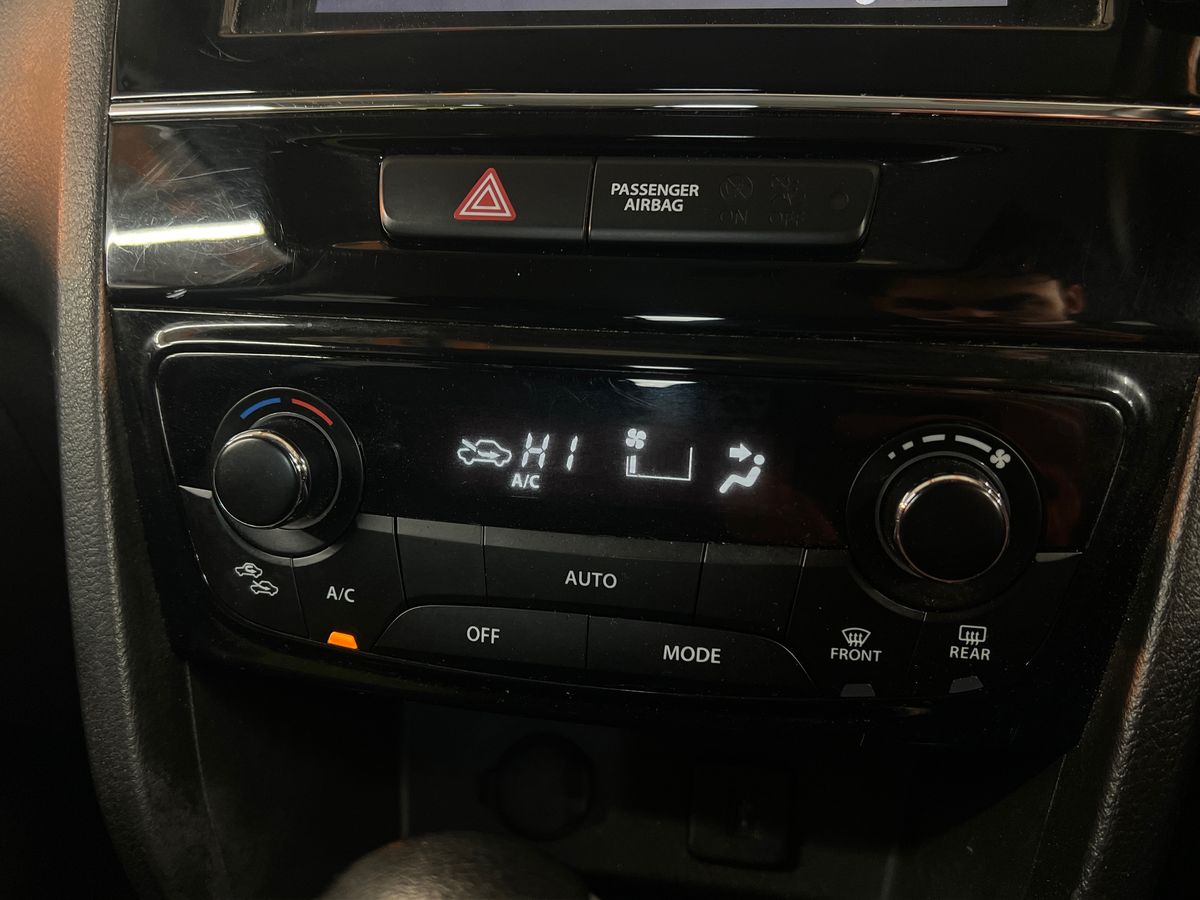 PASSENGER
AIRBAG
ON OFF
HI
A/C
AUTO
A/C
OFF
MODE
FRONT
REAR